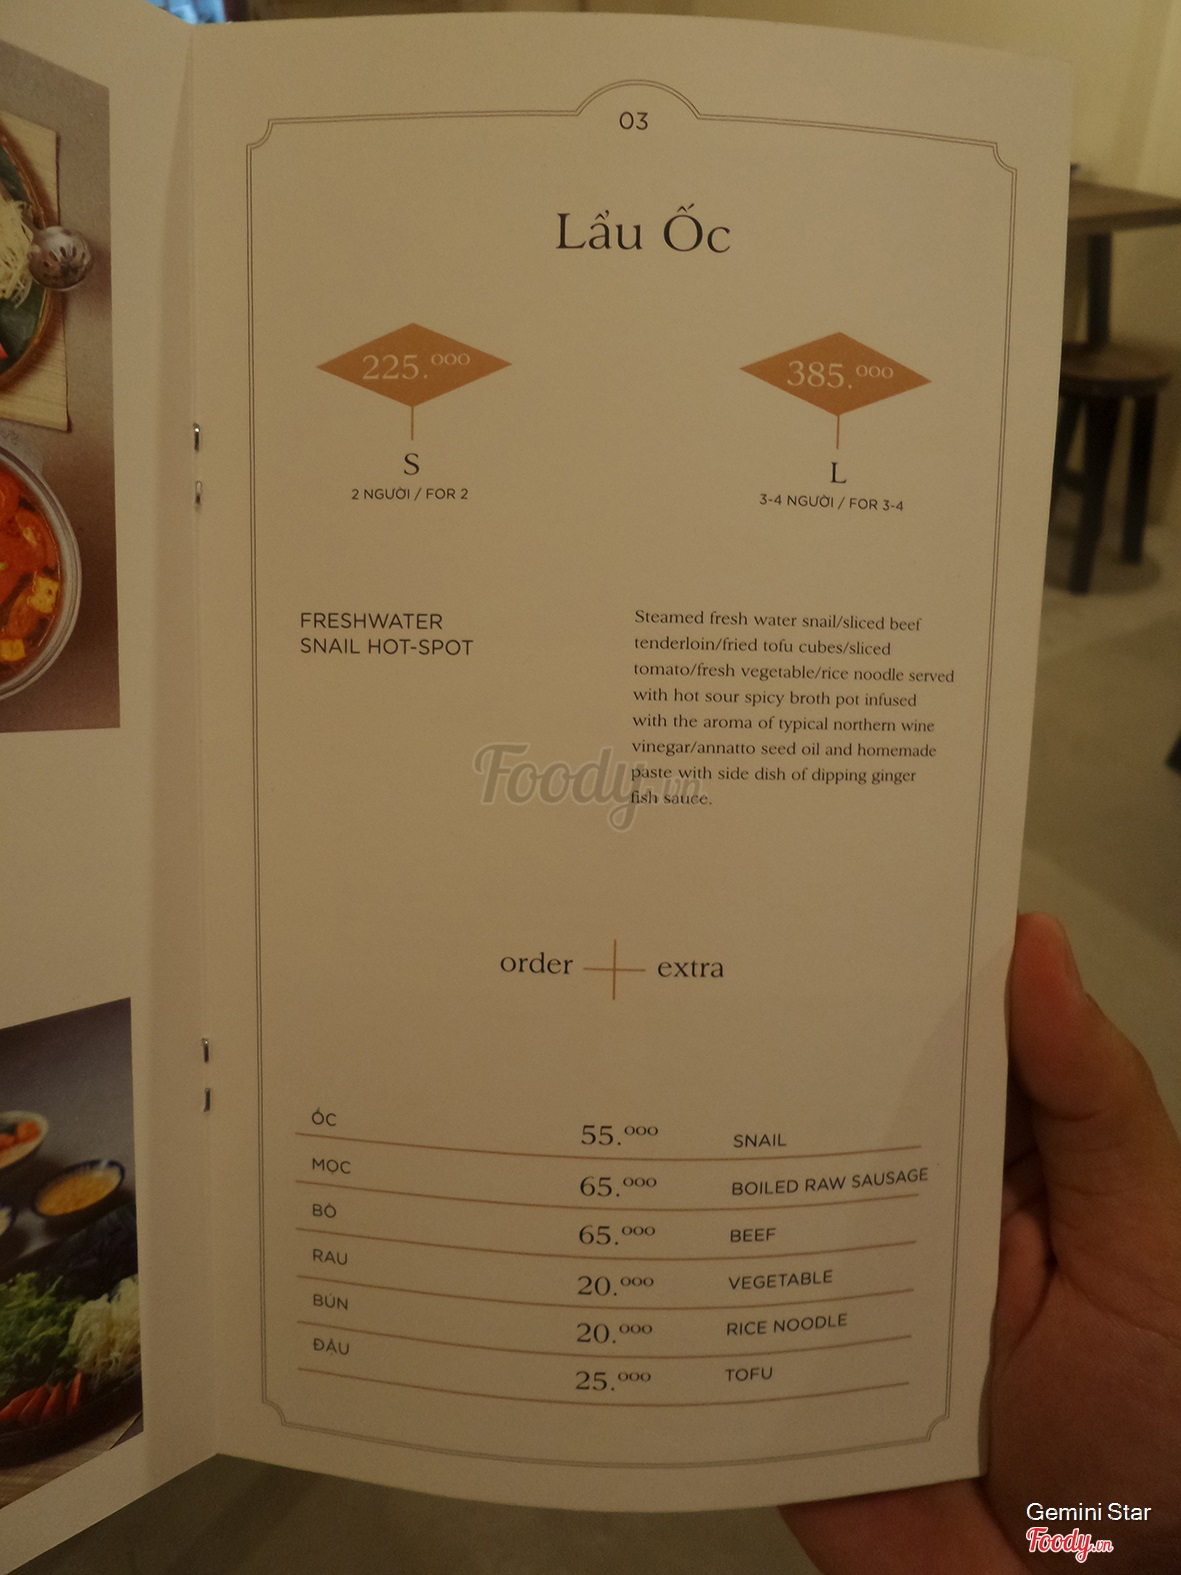 03
Lẩu Ốc
225.000
385.000
S
L
2 NGƯỜI / FOR 2
3-4 NGƯỜI / FOR 3-4
FRESHWATER
SNAIL HOT-SPOT
Steamed fresh water snail/sliced beef
tenderloin/fried tofu cubes/sliced
tomato/fresh vegetable/rice noodle served
with hot sour spicy broth pot infused
with the aroma of typical northern wine
vinegar/annatto seed oil and homemade
paste with side dish of dipping ginger
fish sauce.
Foody.vn
order + extra
ỐC 55.000 SNAIL
MỌC 65.000 BOILED RAW SAUSAGE
BÒ 65.000 BEEF
RAU 20.000 VEGETABLE
BÚN 20.000 RICE NOODLE
ĐẬU 25.000 TOFU
Gemini Star
Foody.vn